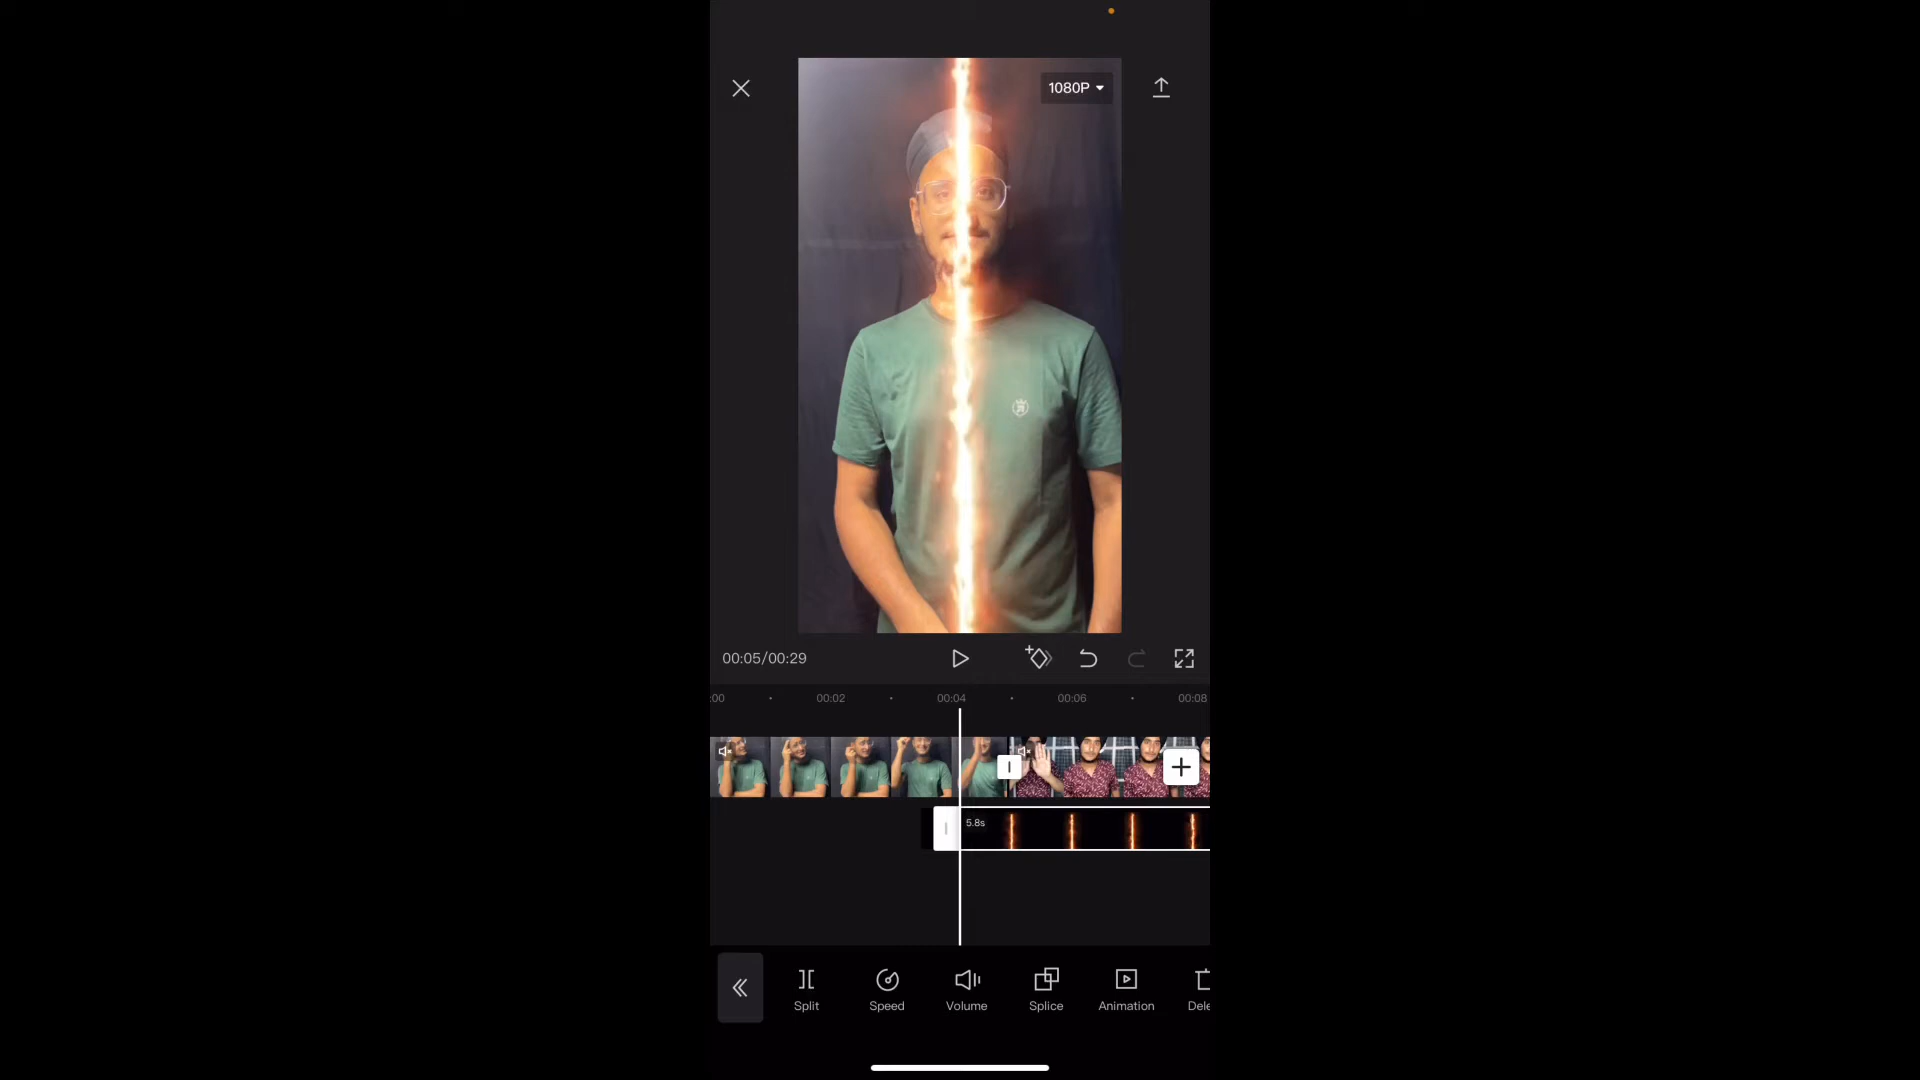 1080P
00:05/00:29
:00
00:02
00:04
00:06
00:08
5.8s
Split
Speed
Volume
Splice
Animation
Dele